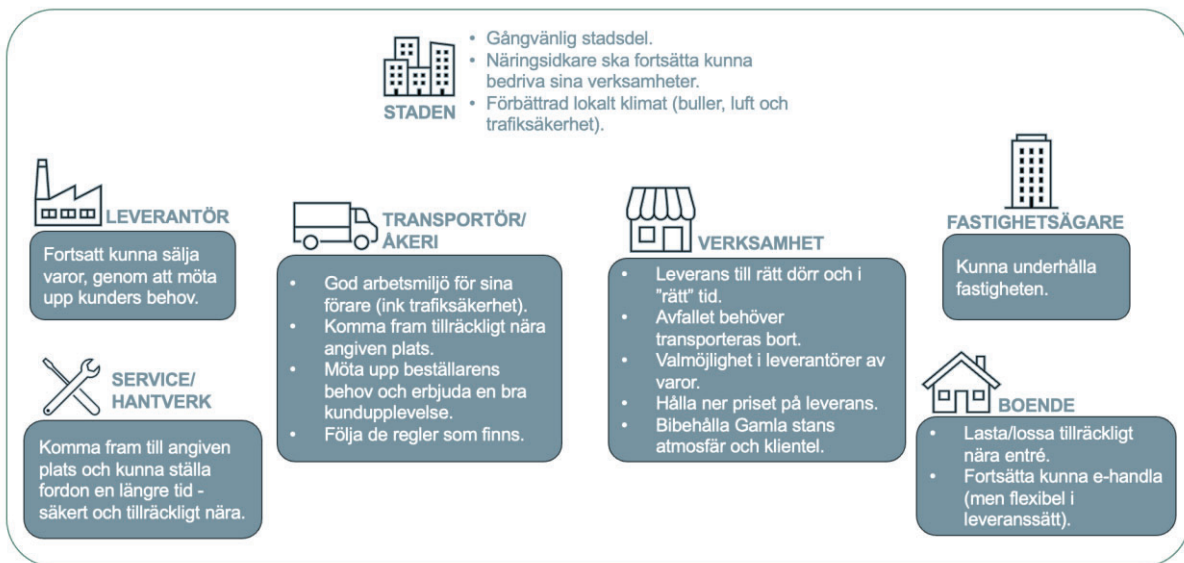 • Gångvänlig stadsdel.
• Näringsidkare ska fortsätta kunna
bedriva sina verksamheter.
• Förbättrad lokalt klimat (buller, luft och
trafiksäkerhet).
STADEN
LEVERANTÖR
Fortsatt kunna sälja
varor, genom att möta
upp kunders behov.
SERVICE/
HANTVERK
Komma fram till angiven
plats och kunna ställa
fordon en längre tid -
säkert och tillräckligt nära.
TRANSPORTÖR/
ÅKERI
• God arbetsmiljö för sina
förare (ink trafiksäkerhet).
• Komma fram tillräckligt nära
angiven plats.
• Möta upp beställarens
behov och erbjuda en bra
kundupplevelse.
• Följa de regler som finns.
VERKSAMHET
• Leverans till rätt dörr och i
"rätt" tid.
• Avfallet behöver
transporteras bort.
• Valmöjlighet i leverantörer av
varor.
• Hålla ner priset på leverans.
• Bibehålla Gamla stans
atmosfär och klientel.
FASTIGHETSÄGARE
Kunna underhålla
fastigheten.
BOENDE
• Lasta/lossa tillräckligt
nära entré.
• Fortsätta kunna e-handla
(men flexibel i
leveranssätt).